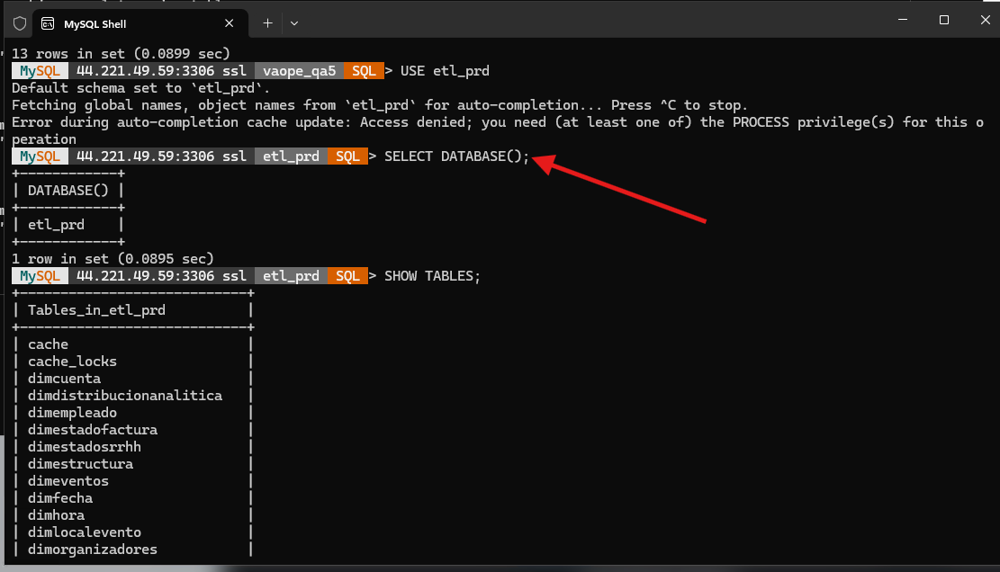 MySQL Shell
13 rows in set (0.0899 sec)
MySQL 44.221.49.59:3306 ssl vaope_qa5 SQL > USE etl_prd
Default schema set to `etl_prd`.
Fetching global names, object names from `etl_prd` for auto-completion... Press ^C to stop.
Error during auto-completion cache update: Access denied; you need (at least one of) the PROCESS privilege(s) for this o
peration
MySQL 44.221.49.59:3306 ssl etl_prd SQL > SELECT DATABASE();
+------------+
| DATABASE() |
+------------+
| etl_prd    |
+------------+
1 row in set (0.0895 sec)
MySQL 44.221.49.59:3306 ssl etl_prd SQL > SHOW TABLES;
+----------------------------+
| Tables_in_etl_prd          |
+----------------------------+
| cache                      |
| cache_locks                |
| dimcuenta                  |
| dimdistribucionanalitica   |
| dimempleado                |
| dimestadofactura           |
| dimestadosrrhh             |
| dimestructura              |
| dimeventos                 |
| dimfecha                   |
| dimhora                    |
| dimlocalevento             |
| dimorganizadores           |